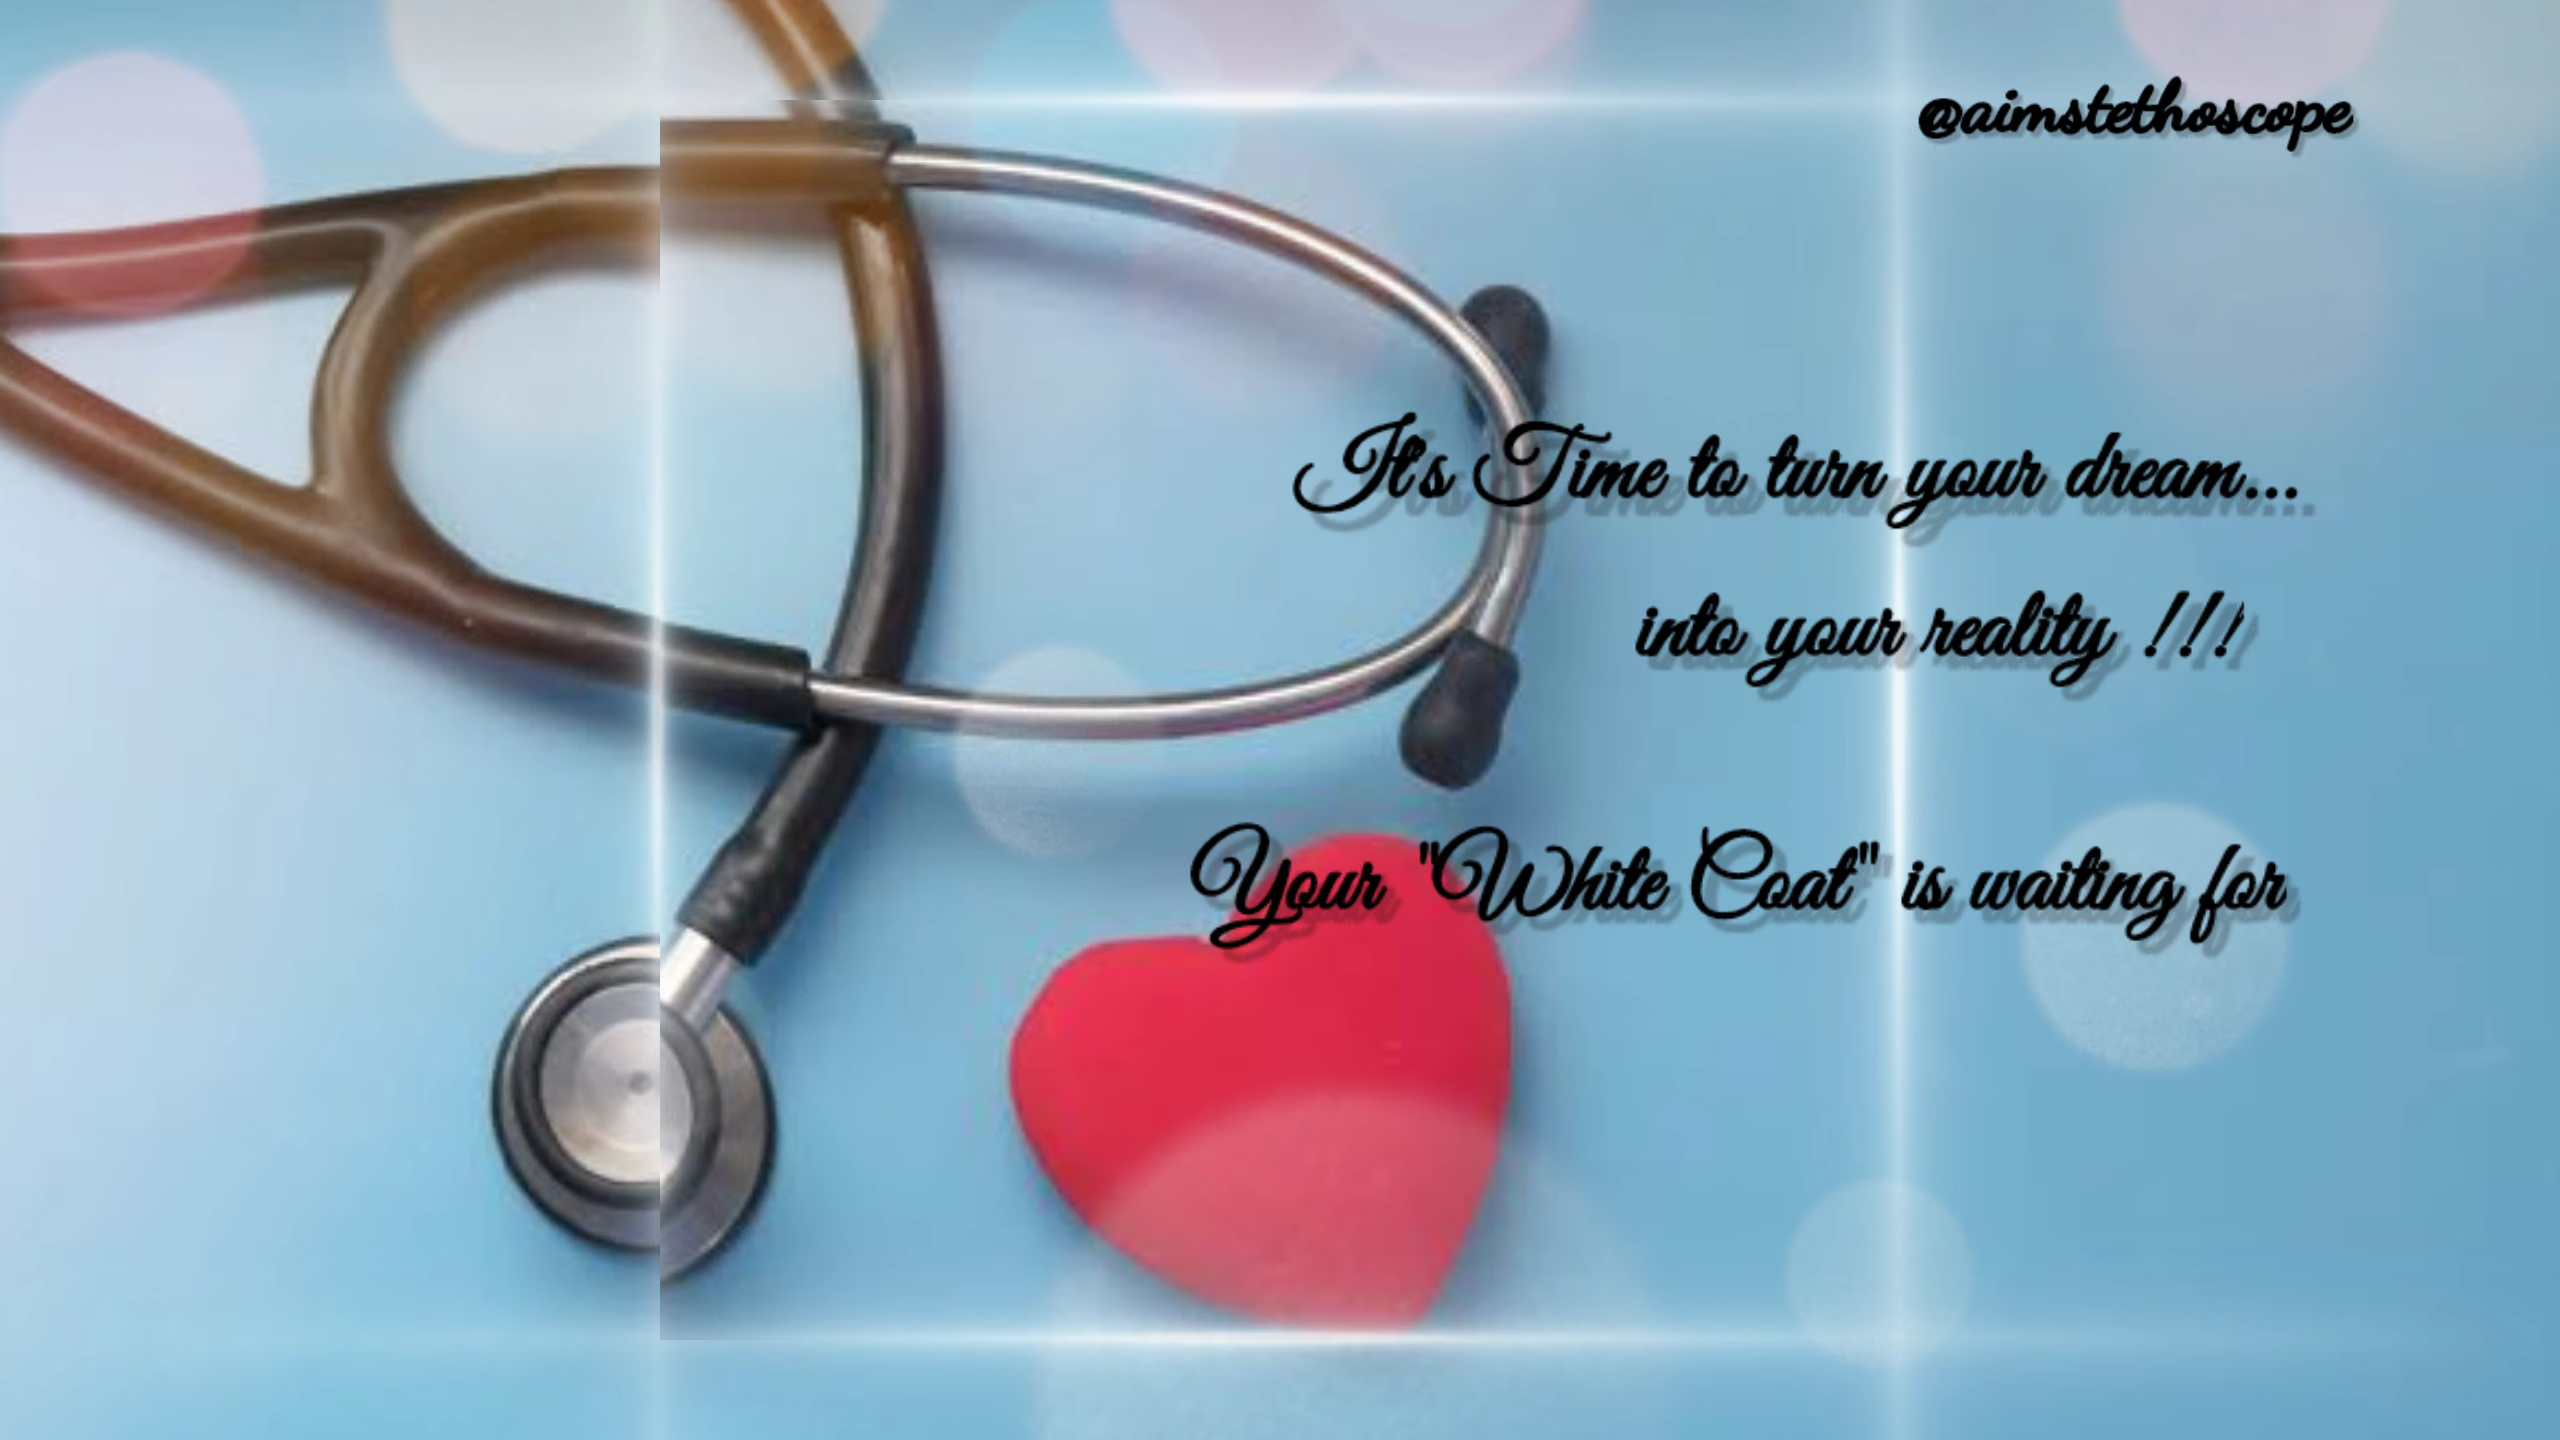 @aimstethoscope
It's Time to turn your dream...
into your reality !!!
Your "White Coat" is waiting for